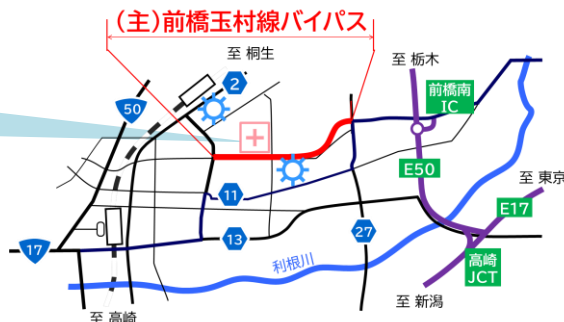 (主)前橋玉村線バイパス
至 桐生
至 栃木
2
前橋南
IC
50
E50
至 東京
E17
11
17
13
27
利根川
高崎
JCT
至 新潟
至 高崎